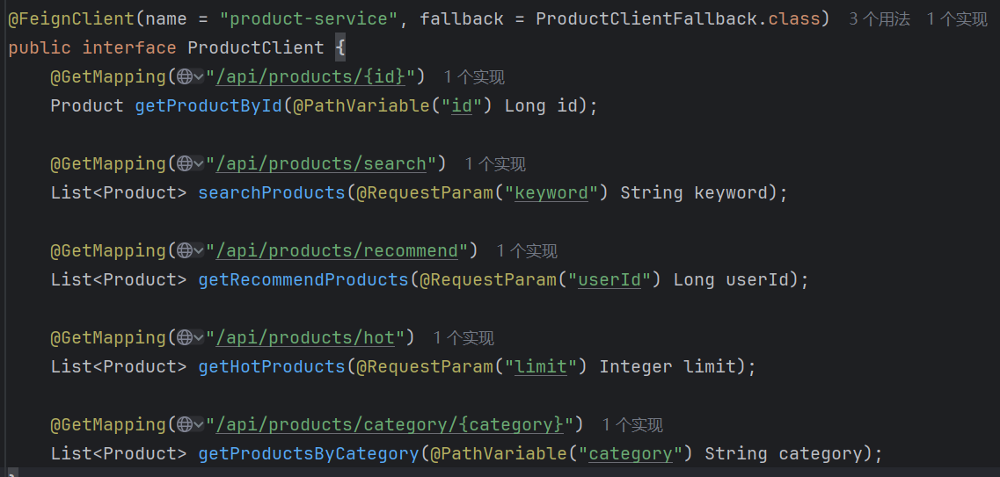 @FeignClient(name = "product-service", fallback = ProductClientFallback.class) 3 个用法 1 个实现
public interface ProductClient {
@GetMapping("/api/products/{id}") 1 个实现
Product getProductById(@PathVariable("id") Long id);
@GetMapping("/api/products/search") 1 个实现
List<Product> searchProducts(@RequestParam("keyword") String keyword);
@GetMapping("/api/products/recommend") 1 个实现
List<Product> getRecommendProducts(@RequestParam("userId") Long userId);
@GetMapping("/api/products/hot") 1 个实现
List<Product> getHotProducts(@RequestParam("limit") Integer limit);
@GetMapping("/api/products/category/{category}") 1 个实现
List<Product> getProductsByCategory(@PathVariable("category") String category);
}